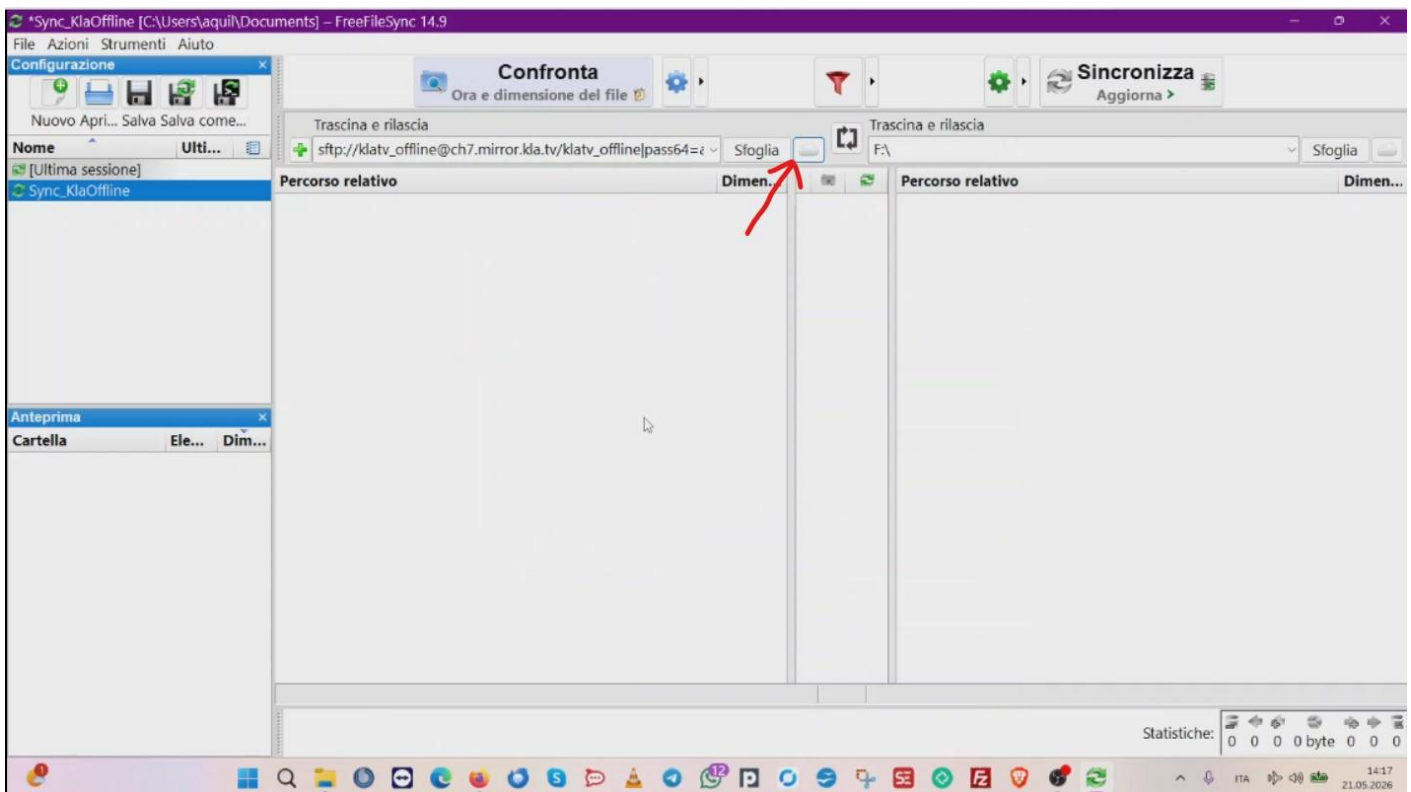 *Sync_KlaOffline [C:\Users\aquil\Documents] – FreeFileSync 14.9
File Azioni Strumenti Aiuto
Configurazione
Nuovo Apri... Salva Salva come...
Nome Ulti...
[Ultima sessione]
Sync_KlaOffline
Confronta
Ora e dimensione del file
Sincronizza
Aggiorna >
Trascina e rilascia
sftp://klatv_offline@ch7.mirror.kla.tv/klatv_offline|pass64=
Sfoglia
Trascina e rilascia
F:\
Sfoglia
Percorso relativo Dimen...
Percorso relativo Dimen...
Anteprima
Cartella Ele... Dim...
Statistiche:
0 0 0 0 byte 0 0 0
12
ITA
14:17
21.05.2026